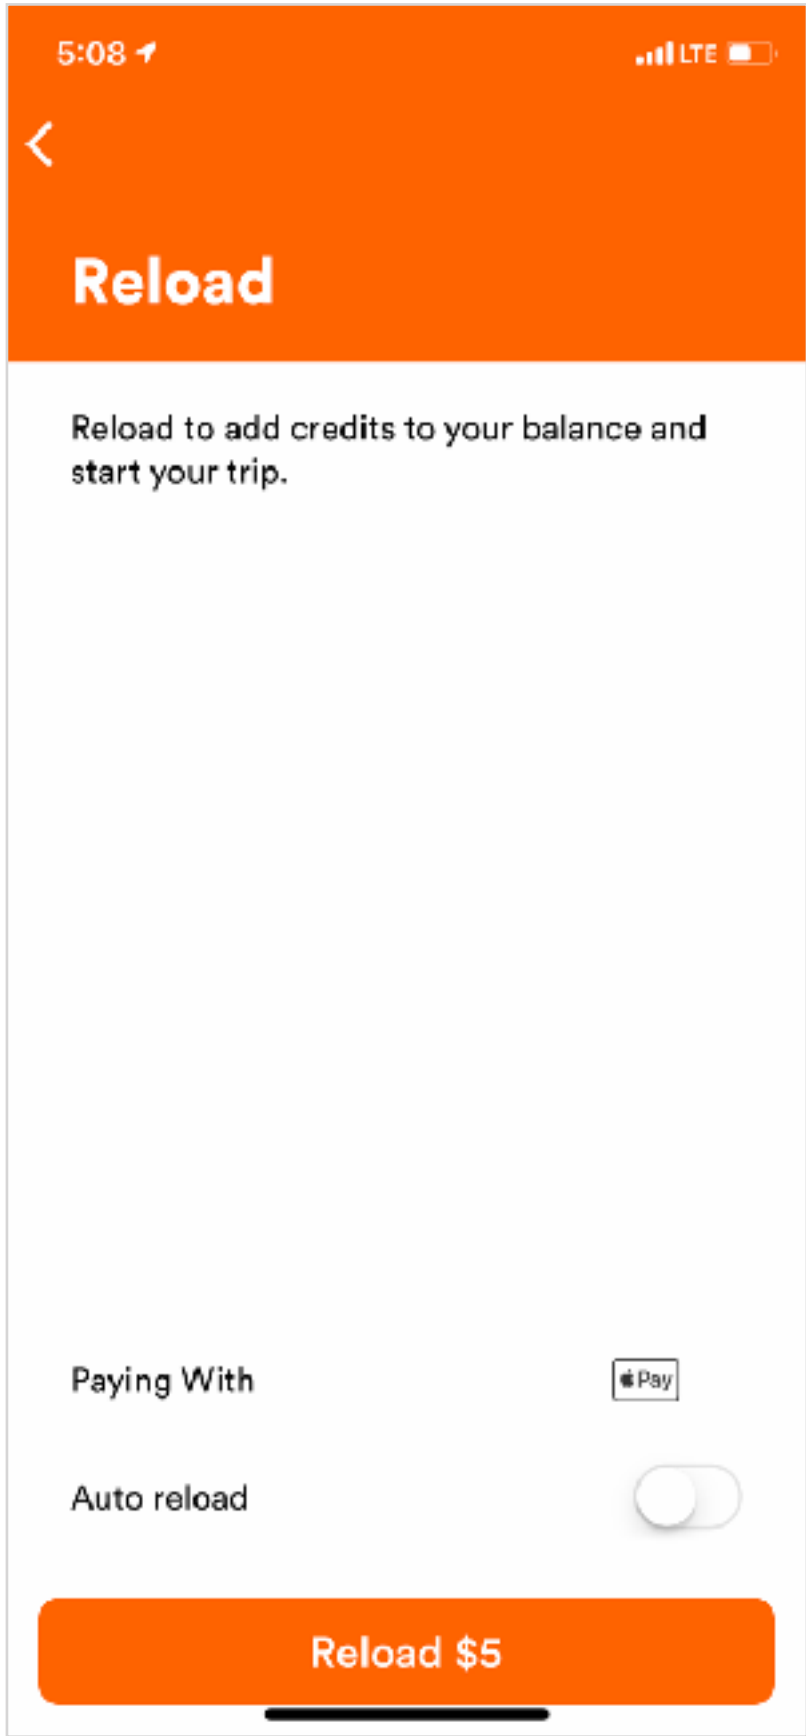 5:08
LTE
Reload
Reload to add credits to your balance and
start your trip.
Paying With
Pay
Auto reload
Reload $5